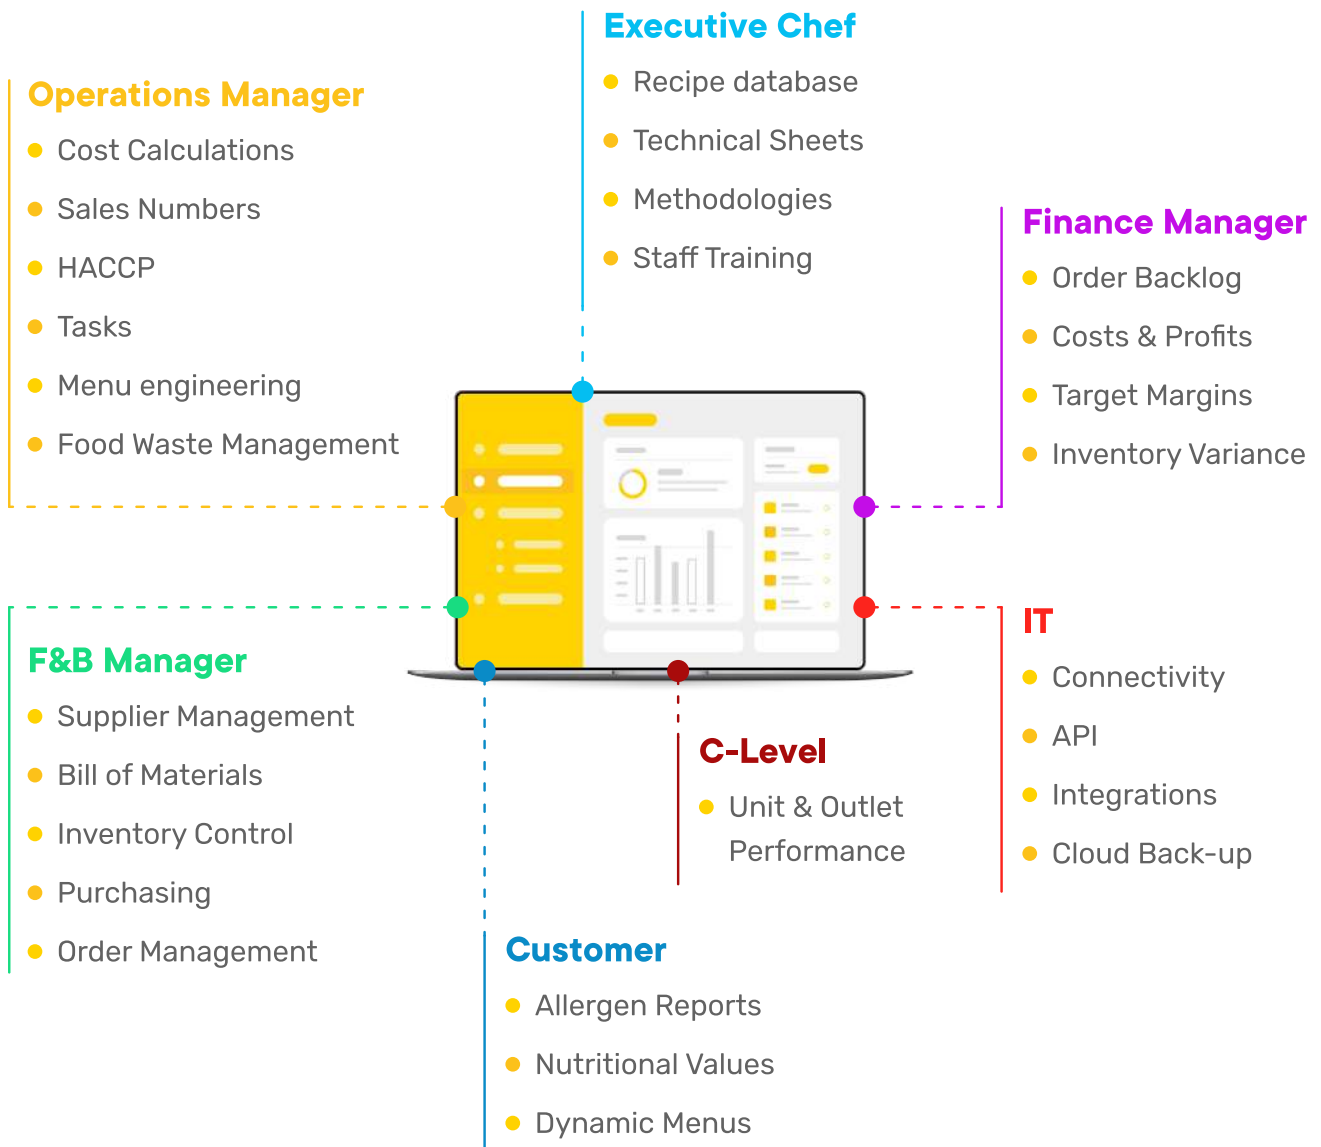 Executive Chef
Recipe database
Technical Sheets
Methodologies
Staff Training
Operations Manager
Cost Calculations
Sales Numbers
HACCP
Tasks
Menu engineering
Food Waste Management
Finance Manager
Order Backlog
Costs & Profits
Target Margins
Inventory Variance
F&B Manager
Supplier Management
Bill of Materials
Inventory Control
Purchasing
Order Management
IT
Connectivity
API
Integrations
Cloud Back-up
C-Level
Unit & Outlet
Performance
Customer
Allergen Reports
Nutritional Values
Dynamic Menus